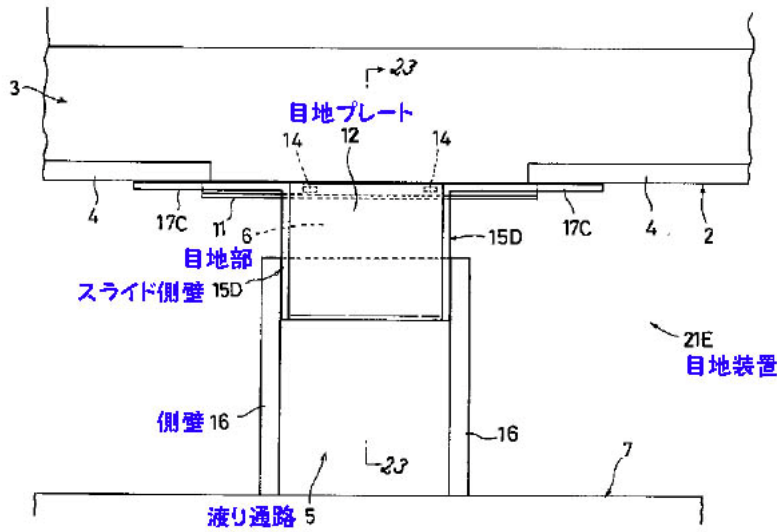 23
3
目地プレート
14
12
14
4
17C
11
6
15D
4
17C
2
目地部
スライド側壁 15D
21E
目地装置
側壁 16
16
23
7
渡り通路 5